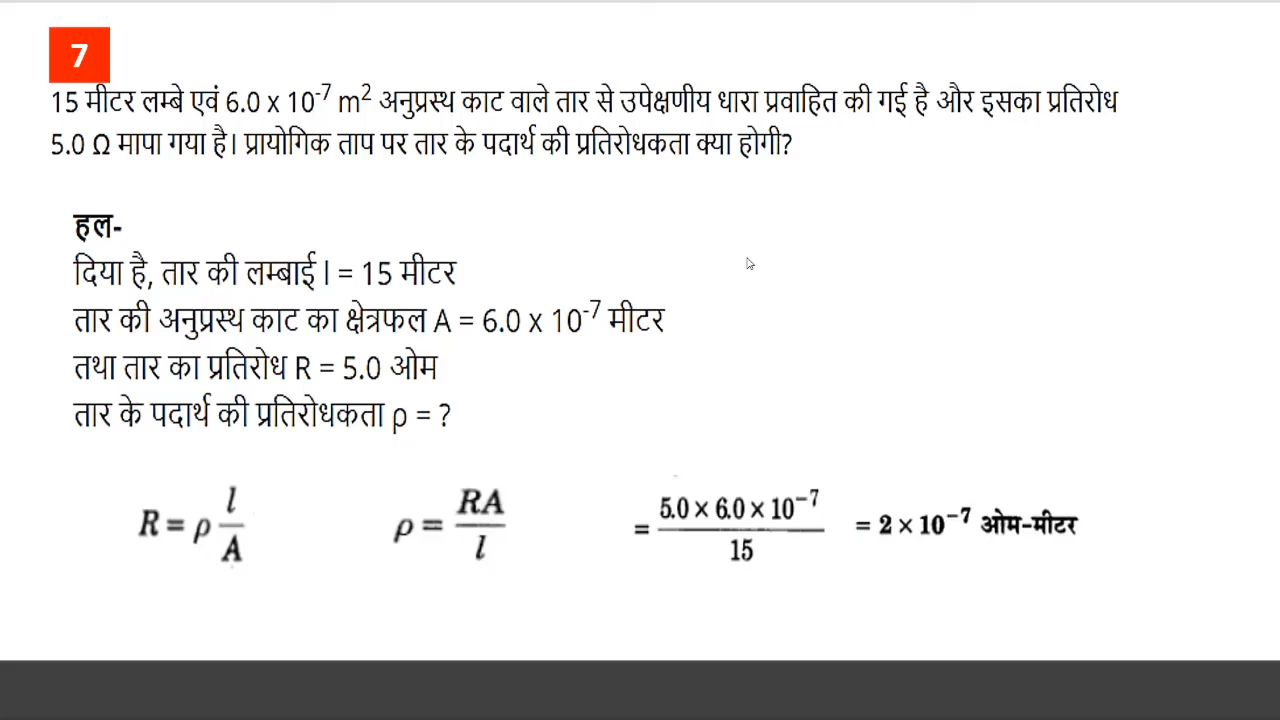 7
15 मीटर लम्बे एवं 6.0 x 10⁻⁷ m² अनुप्रस्थ काट वाले तार से उपेक्षणीय धारा प्रवाहित की गई है और इसका प्रतिरोध
5.0 Ω मापा गया है। प्रायोगिक ताप पर तार के पदार्थ की प्रतिरोधकता क्या होगी?
हल-
दिया है, तार की लम्बाई l = 15 मीटर
तार की अनुप्रस्थ काट का क्षेत्रफल A = 6.0 x 10⁻⁷ मीटर
तथा तार का प्रतिरोध R = 5.0 ओम
तार के पदार्थ की प्रतिरोधकता ρ = ?
R = ρ l/A ρ = RA/l = 5.0 × 6.0 × 10⁻⁷/15 = 2 × 10⁻⁷ ओम-मीटर